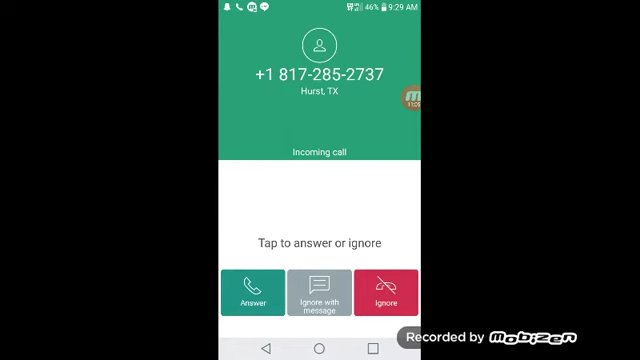 46% 9:29 AM
+1 817-285-2737
Hurst, TX
Incoming call
Tap to answer or ignore
Answer
Ignore with
message
Ignore
Recorded by Mobizen